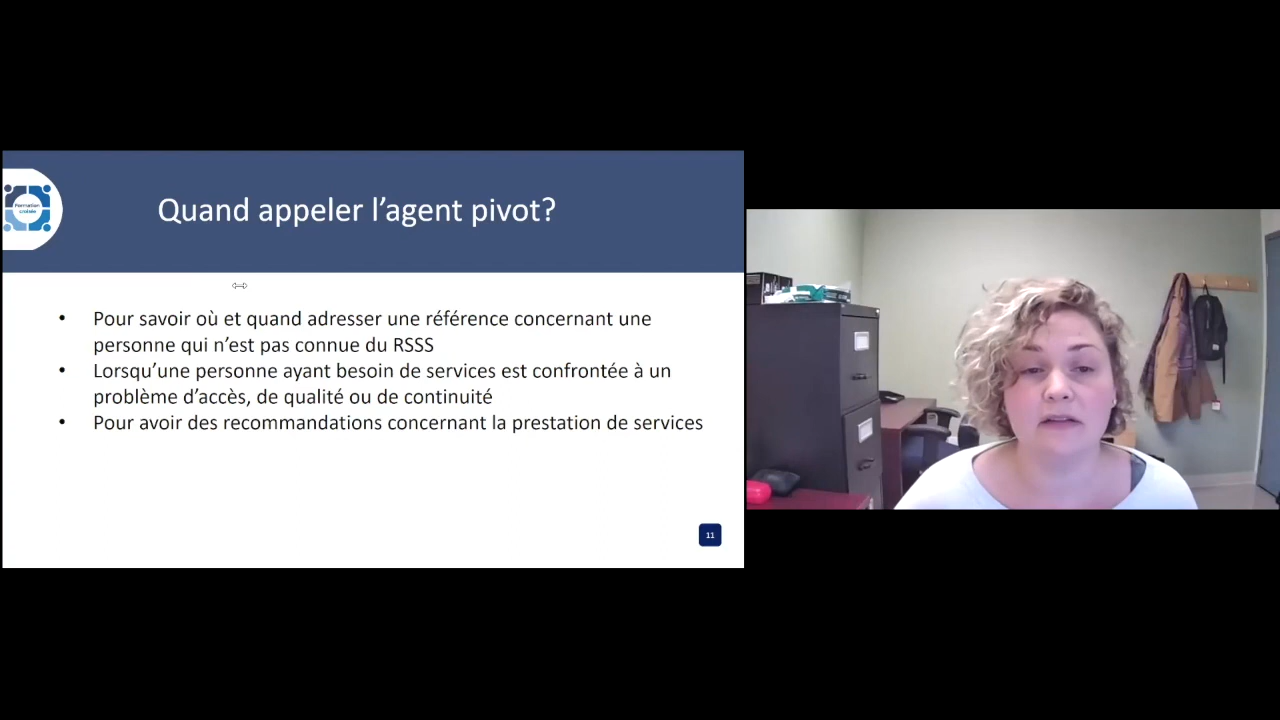 Formation
croisée
Quand appeler l’agent pivot?
• Pour savoir où et quand adresser une référence concernant une
personne qui n’est pas connue du RSSS
• Lorsqu’une personne ayant besoin de services est confrontée à un
problème d’accès, de qualité ou de continuité
• Pour avoir des recommandations concernant la prestation de services
11